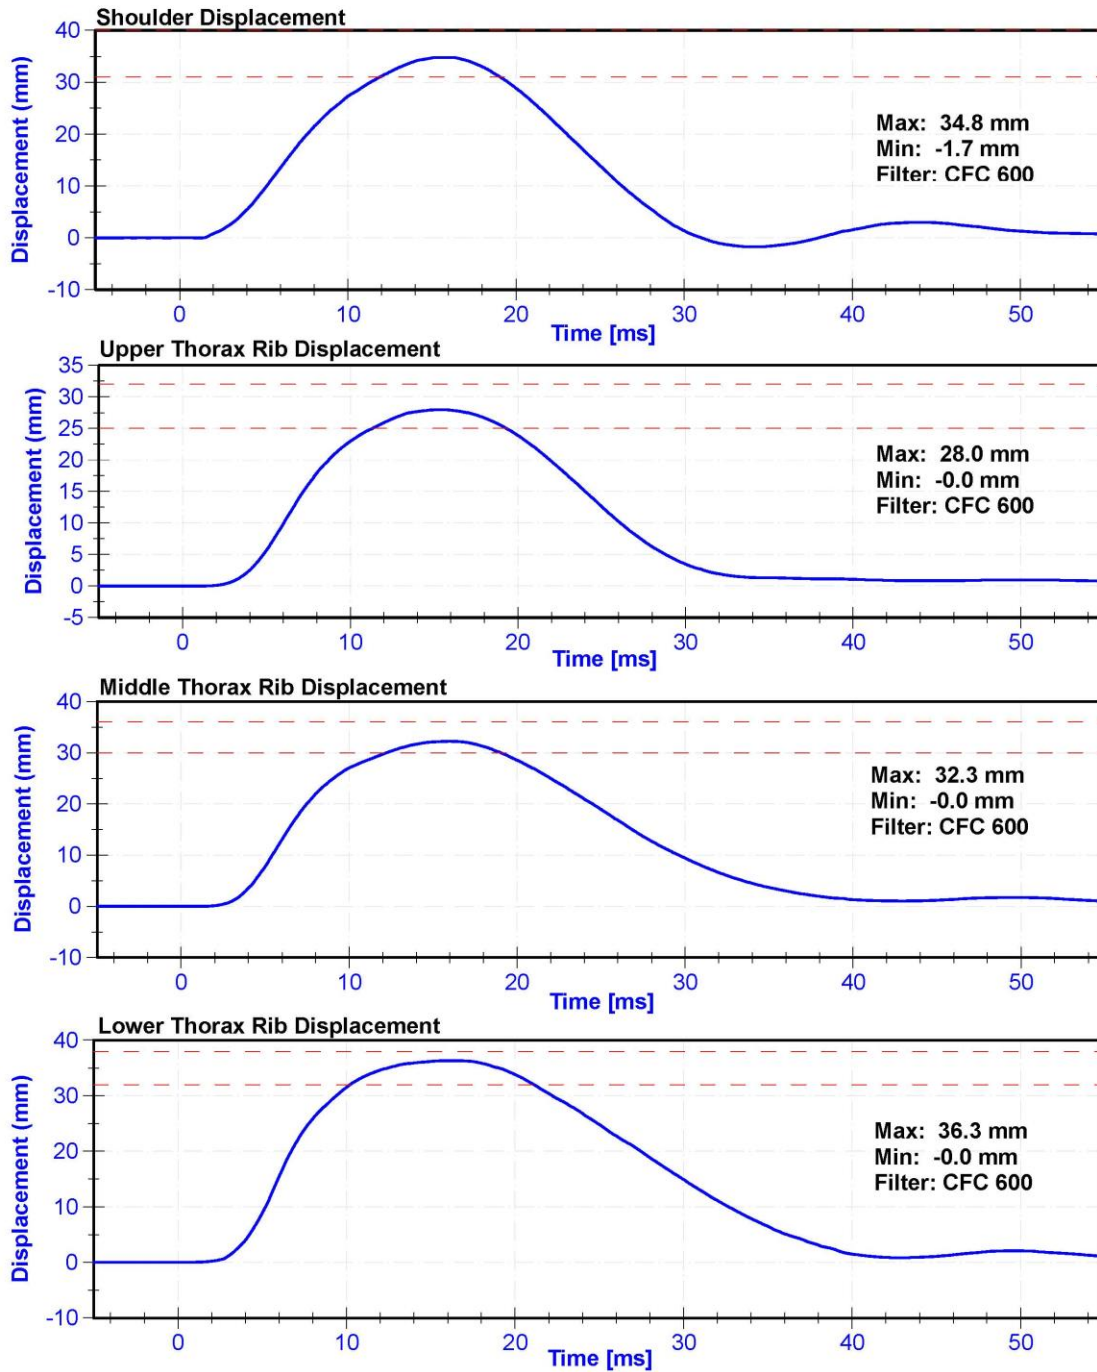 Shoulder Displacement
Displacement (mm)
40
30
20
10
0
-10
Max: 34.8 mm
Min: -1.7 mm
Filter: CFC 600
0 10 20 30 40 50
Time [ms]
Upper Thorax Rib Displacement
Displacement (mm)
35
30
25
20
15
10
5
0
-5
Max: 28.0 mm
Min: -0.0 mm
Filter: CFC 600
0 10 20 30 40 50
Time [ms]
Middle Thorax Rib Displacement
Displacement (mm)
40
30
20
10
0
-10
Max: 32.3 mm
Min: -0.0 mm
Filter: CFC 600
0 10 20 30 40 50
Time [ms]
Lower Thorax Rib Displacement
Displacement (mm)
40
30
20
10
0
-10
Max: 36.3 mm
Min: -0.0 mm
Filter: CFC 600
0 10 20 30 40 50
Time [ms]